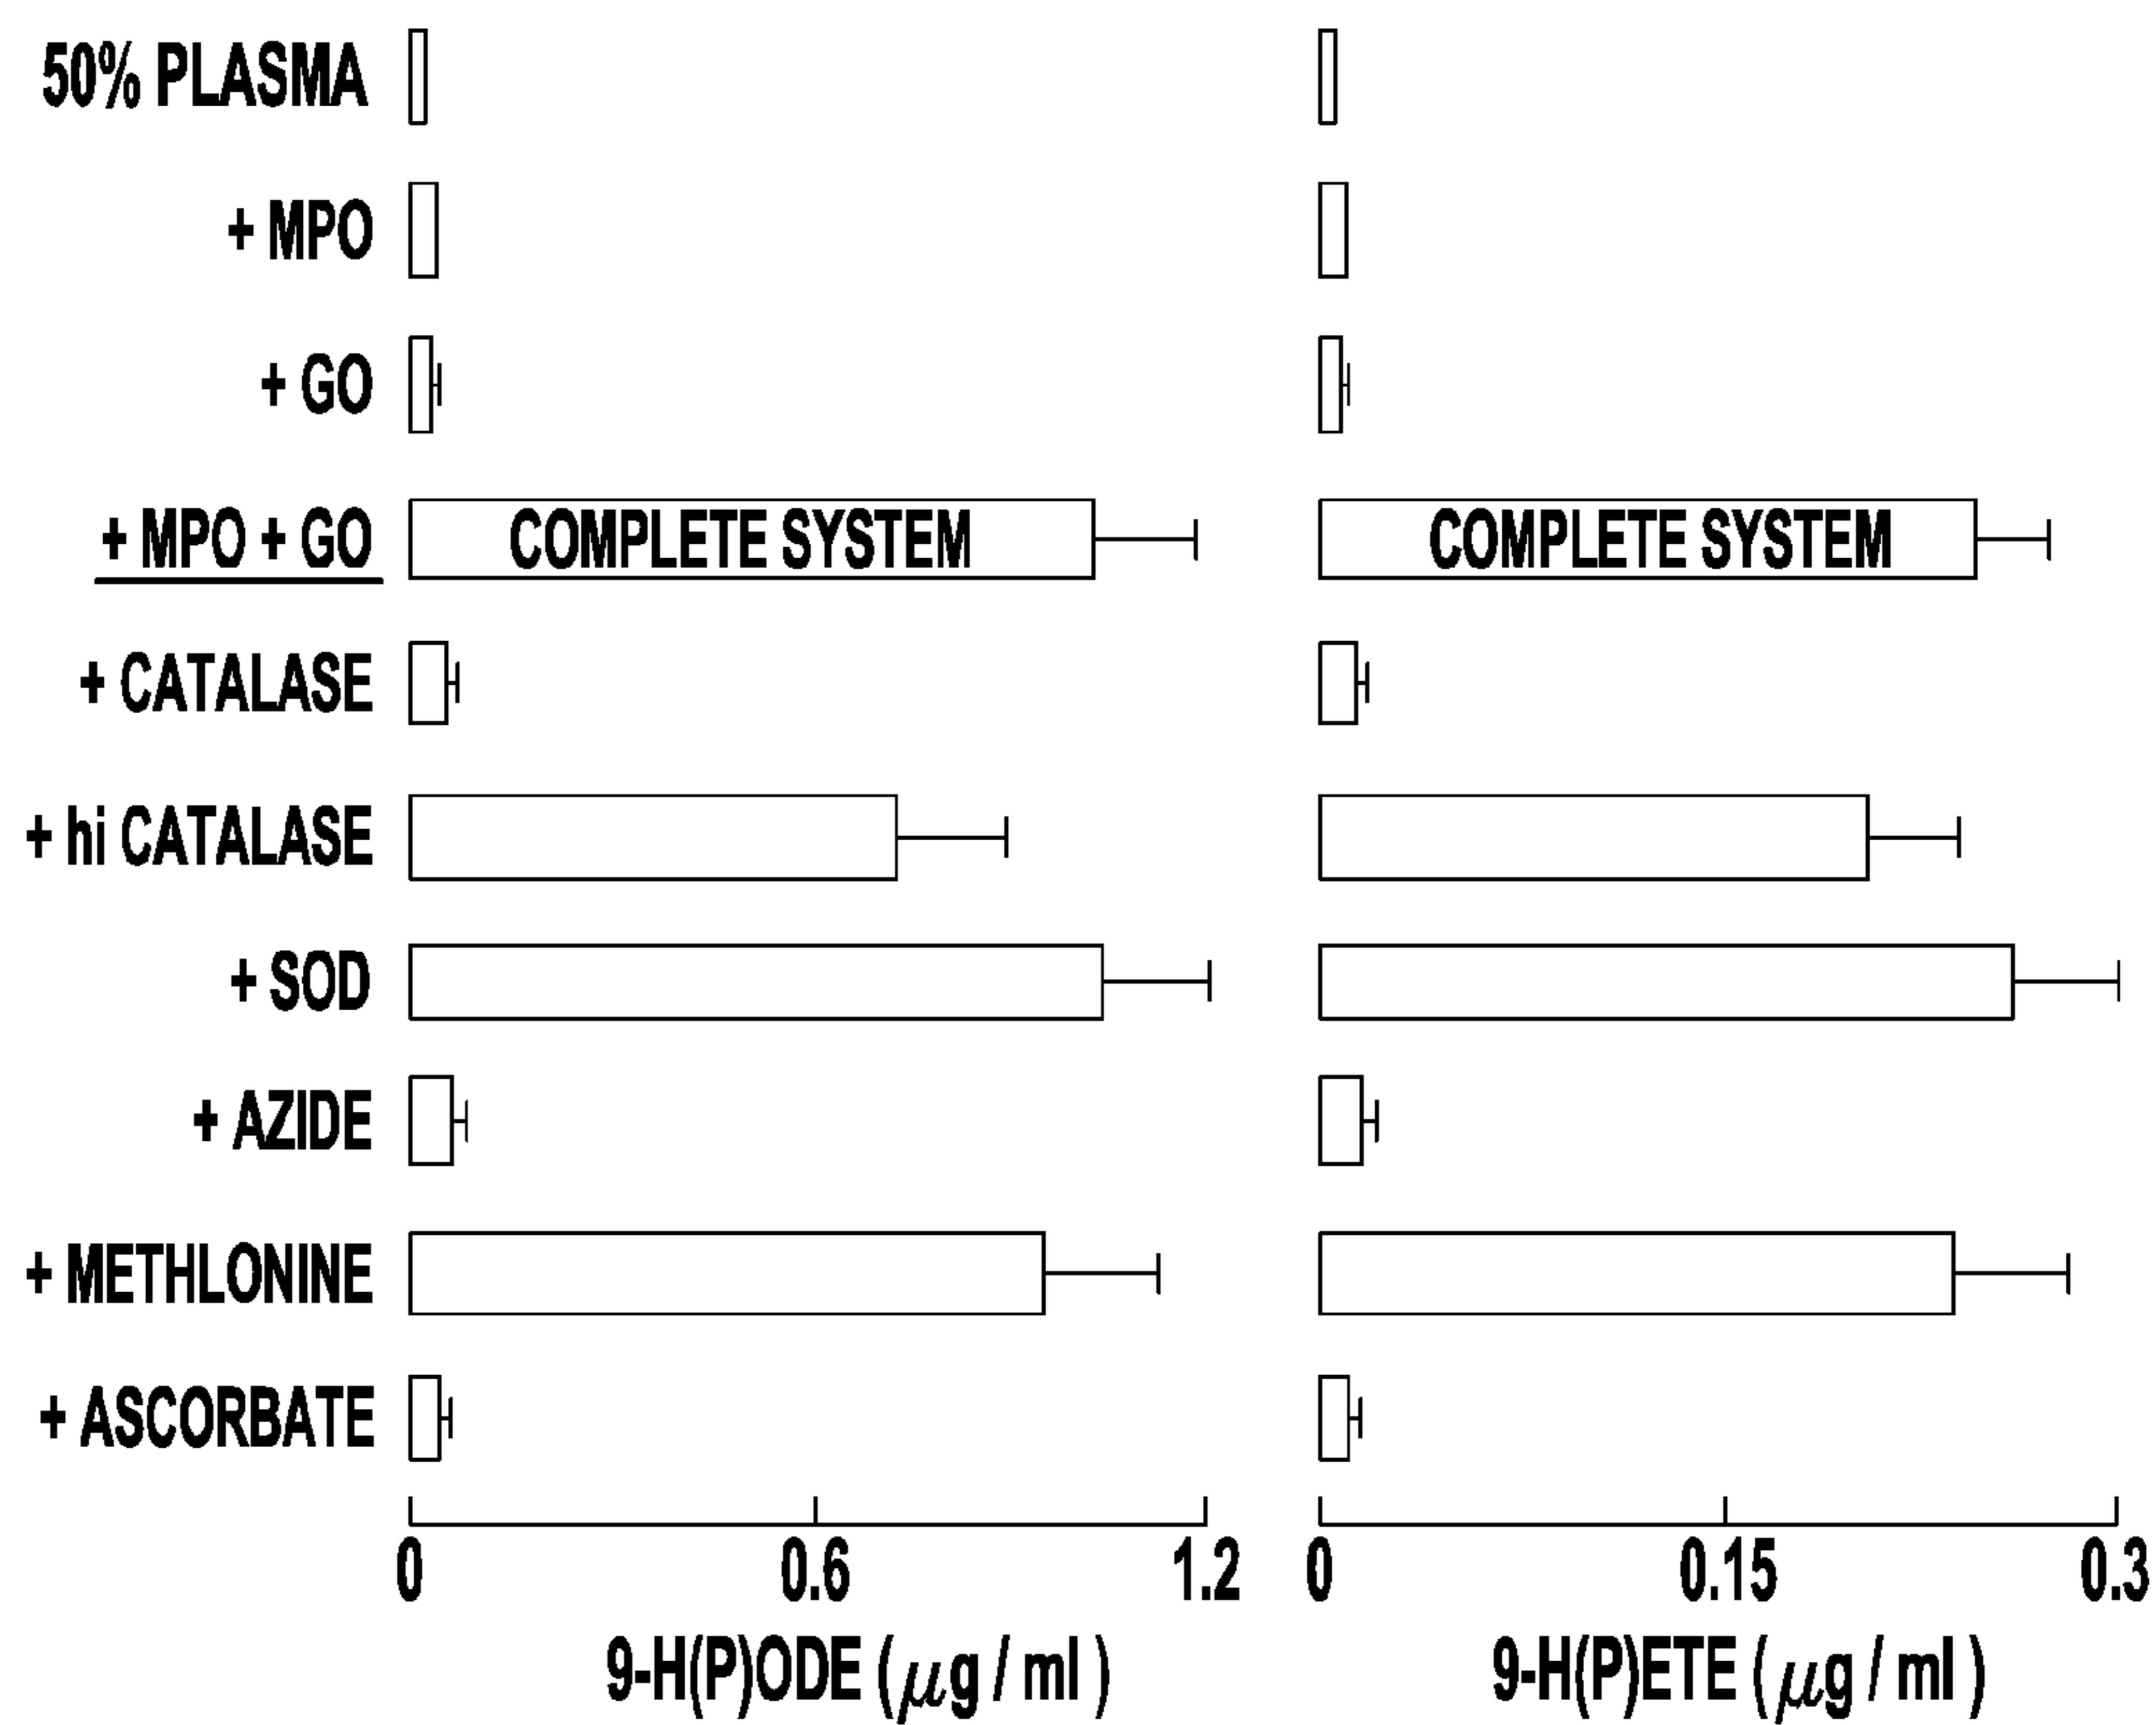 50% PLASMA
+ MPO
+ GO
+ MPO + GO
COMPLETE SYSTEM
COMPLETE SYSTEM
+ CATALASE
+ hi CATALASE
+ SOD
+ AZIDE
+ METHLONINE
+ ASCORBATE
0 0.6 1.2
0 0.15 0.3
9-H(P)ODE (μg / ml)
9-H(P)ETE (μg / ml)